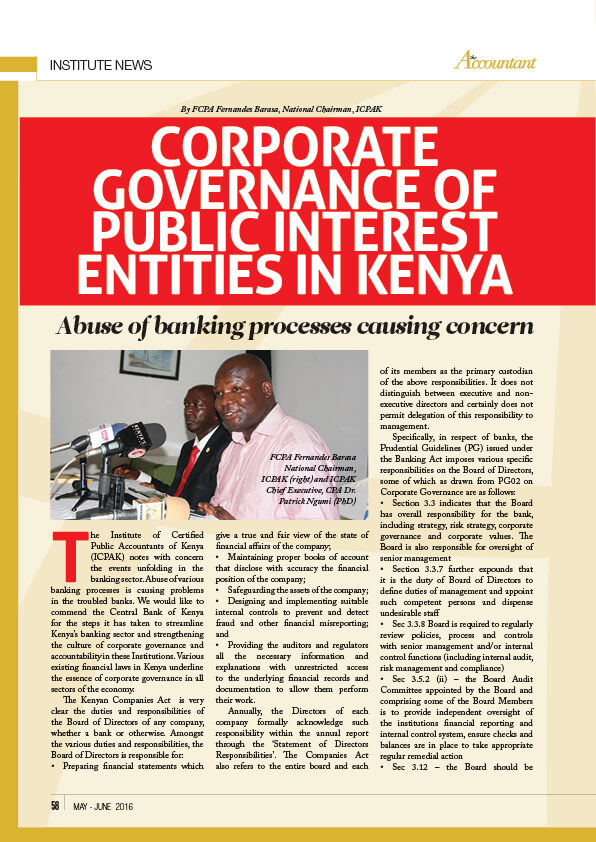 INSTITUTE NEWS
the Accountant
By FCPA Fernandes Barasa, National Chairman, ICPAK
CORPORATE
GOVERNANCE OF
PUBLIC INTEREST
ENTITIES IN KENYA
Abuse of banking processes causing concern
FCPA Fernandes Barasa
National Chairman,
ICPAK (right) and ICPAK
Chief Executive, CPA Dr.
Patrick Ngumi (PhD)
The Institute of Certified
Public Accountants of Kenya
(ICPAK) notes with concern
the events unfolding in the
banking sector. Abuse of various
banking processes is causing problems
in the troubled banks. We would like to
commend the Central Bank of Kenya
for the steps it has taken to streamline
Kenya's banking sector and strengthening
the culture of corporate governance and
accountability in these Institutions. Various
existing financial laws in Kenya underline
the essence of corporate governance in all
sectors of the economy.
The Kenyan Companies Act is very
clear the duties and responsibilities of
the Board of Directors of any company,
whether a bank or otherwise. Amongst
the various duties and responsibilities, the
Board of Directors is responsible for:
• Preparing financial statements which
give a true and fair view of the state of
financial affairs of the company;
• Maintaining proper books of account
that disclose with accuracy the financial
position of the company;
• Safeguarding the assets of the company;
• Designing and implementing suitable
internal controls to prevent and detect
fraud and other financial misreporting;
and
• Providing the auditors and regulators
all the necessary information and
explanations with unrestricted access
to the underlying financial records and
documentation to allow them perform
their work.
Annually, the Directors of each
company formally acknowledge such
responsibility within the annual report
through the 'Statement of Directors
Responsibilities'. The Companies Act
also refers to the entire board and each
of its members as the primary custodian
of the above responsibilities. It does not
distinguish between executive and non-
executive directors and certainly does not
permit delegation of this responsibility to
management.
Specifically, in respect of banks, the
Prudential Guidelines (PG) issued under
the Banking Act imposes various specific
responsibilities on the Board of Directors,
some of which as drawn from PG02 on
Corporate Governance are as follows:
• Section 3.3 indicates that the Board
has overall responsibility for the bank,
including strategy, risk strategy, corporate
governance and corporate values. The
Board is also responsible for oversight of
senior management
• Section 3.3.7 further expounds that
it is the duty of Board of Directors to
define duties of management and appoint
such competent persons and dispense
undesirable staff
• Sec 3.3.8 Board is required to regularly
review policies, process and controls
with senior management and/or internal
control functions (including internal audit,
risk management and compliance)
• Sec 3.5.2 (ii) – the Board Audit
Committee appointed by the Board and
comprising some of the Board Members
is to provide independent oversight of
the institutions financial reporting and
internal control system, ensure checks and
balances are in place to take appropriate
regular remedial action
• Sec 3.12 – the Board should be
58 MAY - JUNE 2016